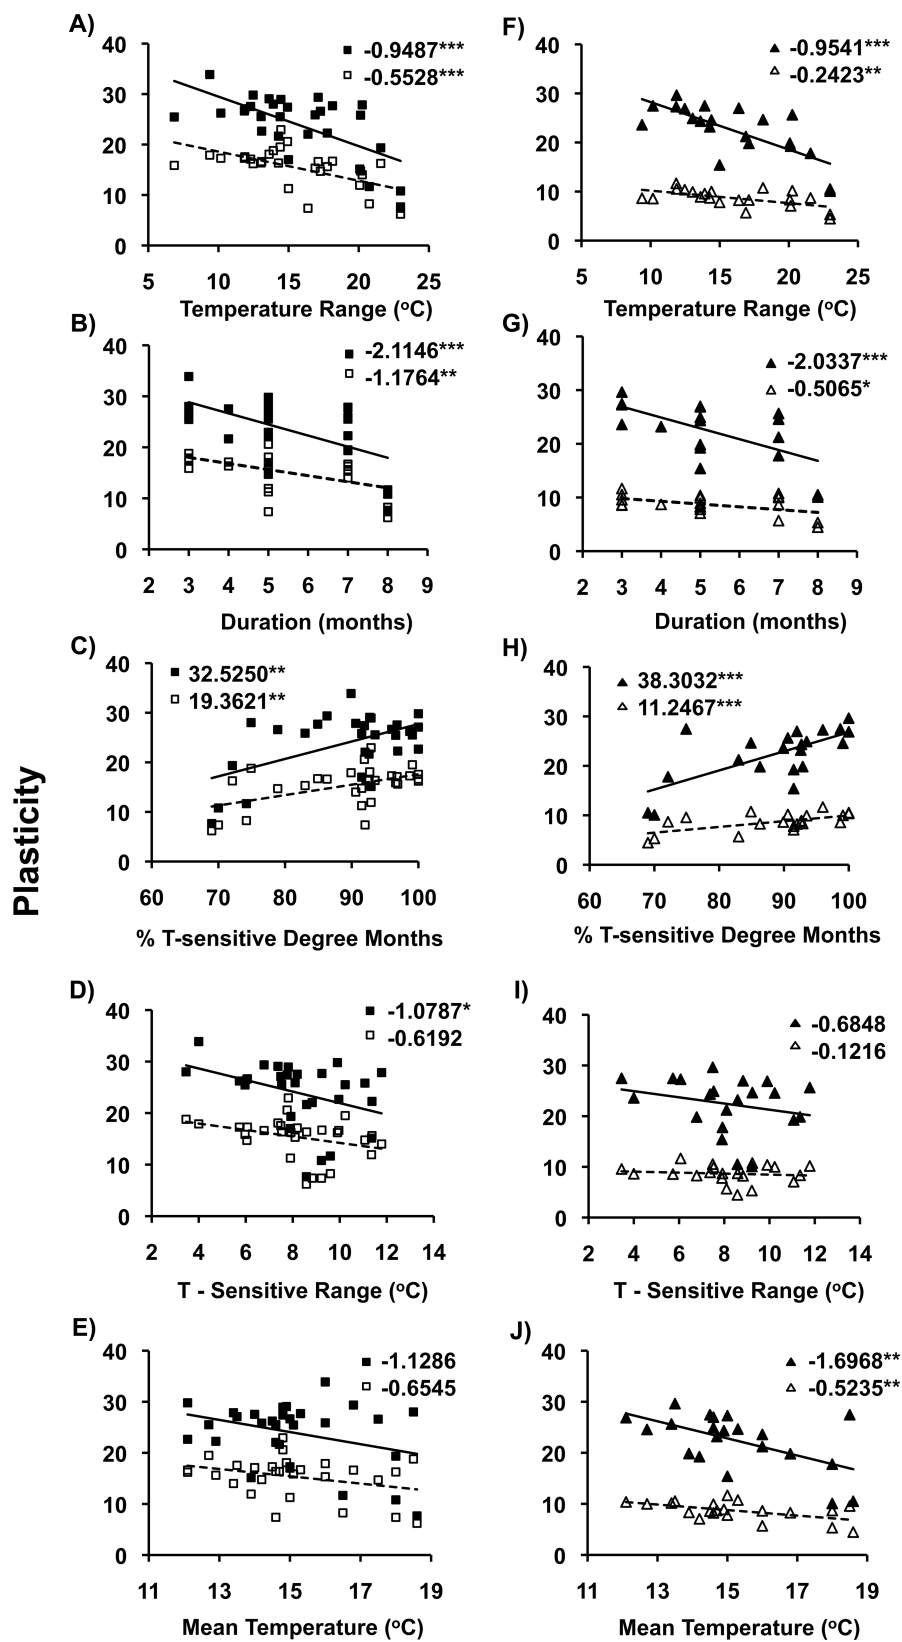 Plasticity
A)
-0.9487***
-0.5528***
40
30
20
10
0
5 10 15 20 25
Temperature Range (oC)
F)
-0.9541***
-0.2423**
40
30
20
10
0
5 10 15 20 25
Temperature Range (oC)
B)
-2.1146***
-1.1764**
40
30
20
10
0
2 3 4 5 6 7 8 9
Duration (months)
G)
-2.0337***
-0.5065*
40
30
20
10
0
2 3 4 5 6 7 8 9
Duration (months)
C)
32.5250**
19.3621**
40
30
20
10
0
60 70 80 90 100
% T-sensitive Degree Months
H)
38.3032***
11.2467***
40
30
20
10
0
60 70 80 90 100
% T-sensitive Degree Months
D)
-1.0787*
-0.6192
40
30
20
10
0
2 4 6 8 10 12 14
T - Sensitive Range (oC)
I)
-0.6848
-0.1216
40
30
20
10
0
2 4 6 8 10 12 14
T - Sensitive Range (oC)
E)
-1.1286
-0.6545
40
30
20
10
0
11 13 15 17 19
Mean Temperature (oC)
J)
-1.6968**
-0.5235**
40
30
20
10
0
11 13 15 17 19
Mean Temperature (oC)